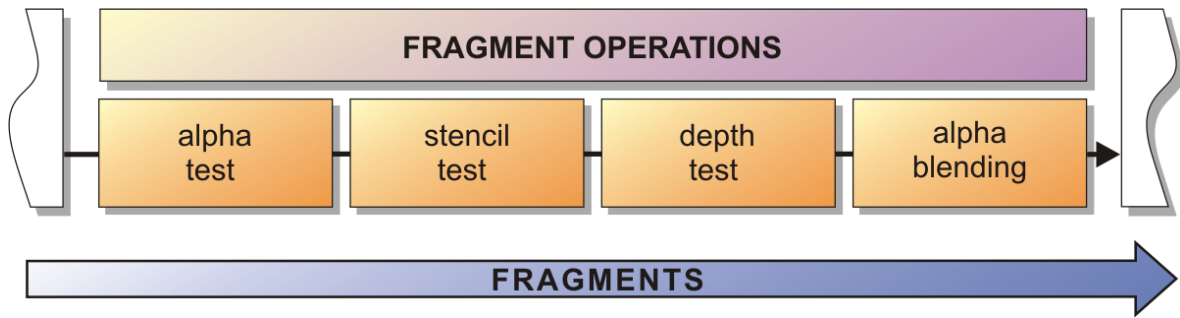 FRAGMENT OPERATIONS
alpha
test
stencil
test
depth
test
alpha
blending
FRAGMENTS